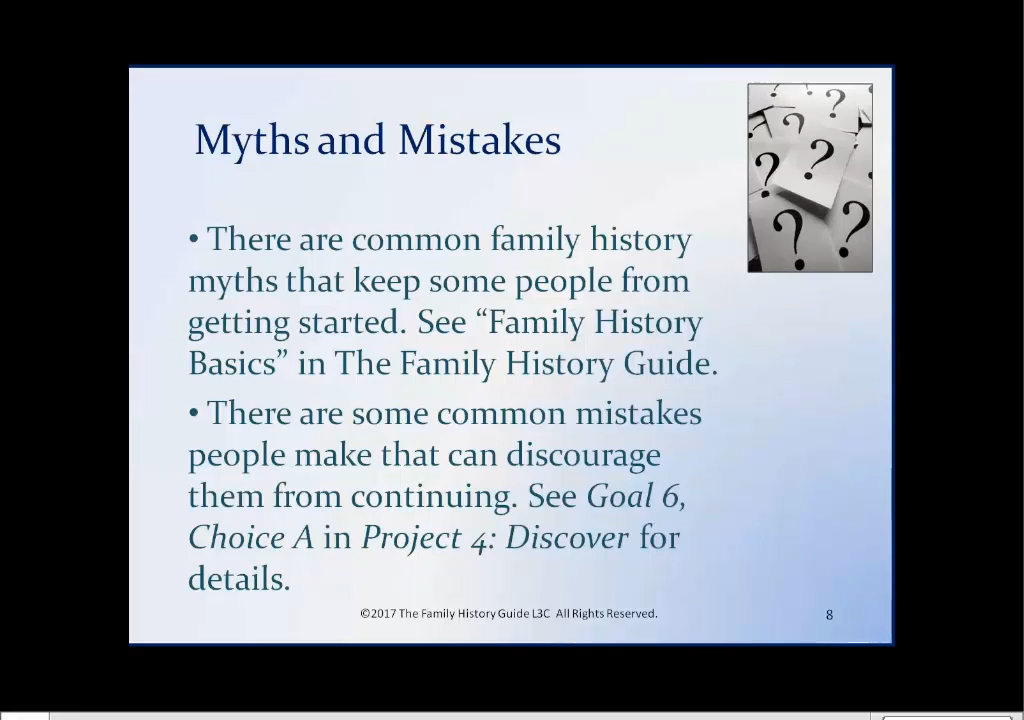 Myths and Mistakes
• There are common family history
myths that keep some people from
getting started. See “Family History
Basics” in The Family History Guide.
• There are some common mistakes
people make that can discourage
them from continuing. See Goal 6,
Choice A in Project 4: Discover for
details.
©2017 The Family History Guide L3C All Rights Reserved.
8
? ? ? ? ? ?